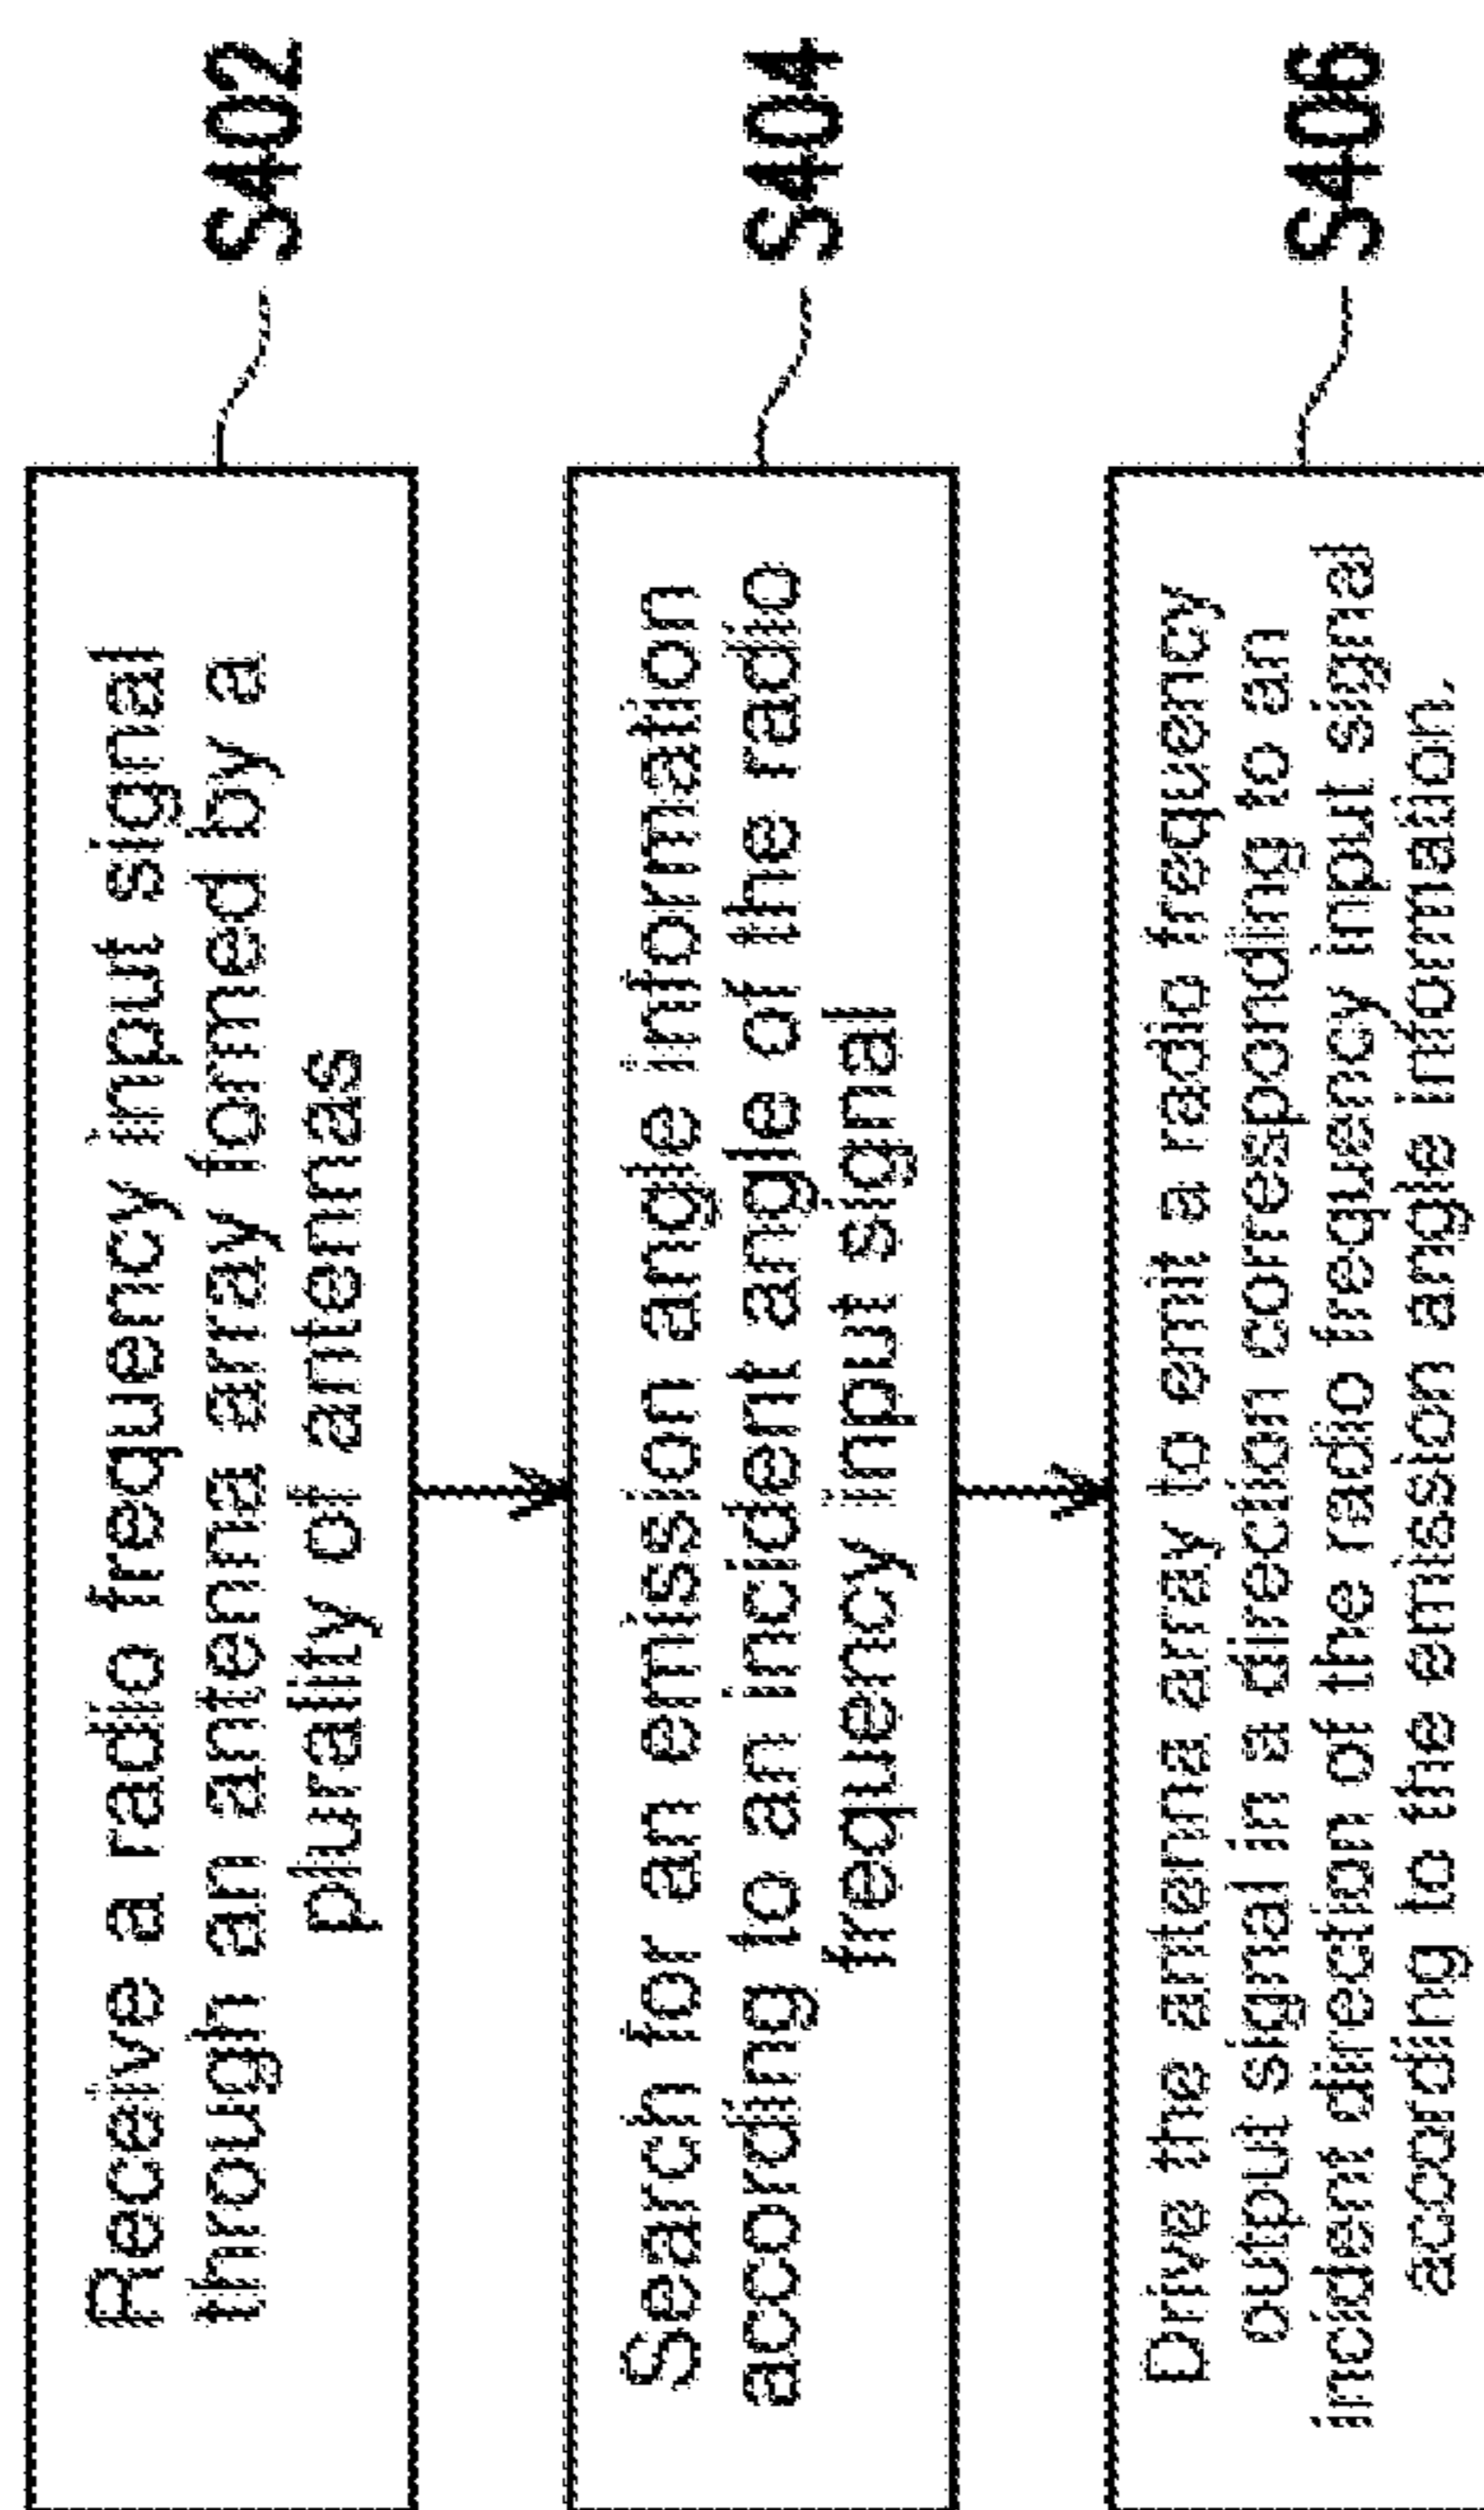 Receive a radio frequency input signal
through an antenna array formed by a
plurality of antennas
S402
Search for an emission angle information
according to an incident angle of the radio
frequency input signal
S404
Drive the antenna array to emit a radio frequency
output signal in a direction corresponding to an
incident direction of the radio frequency input signal
according to the emission angle information.
S406